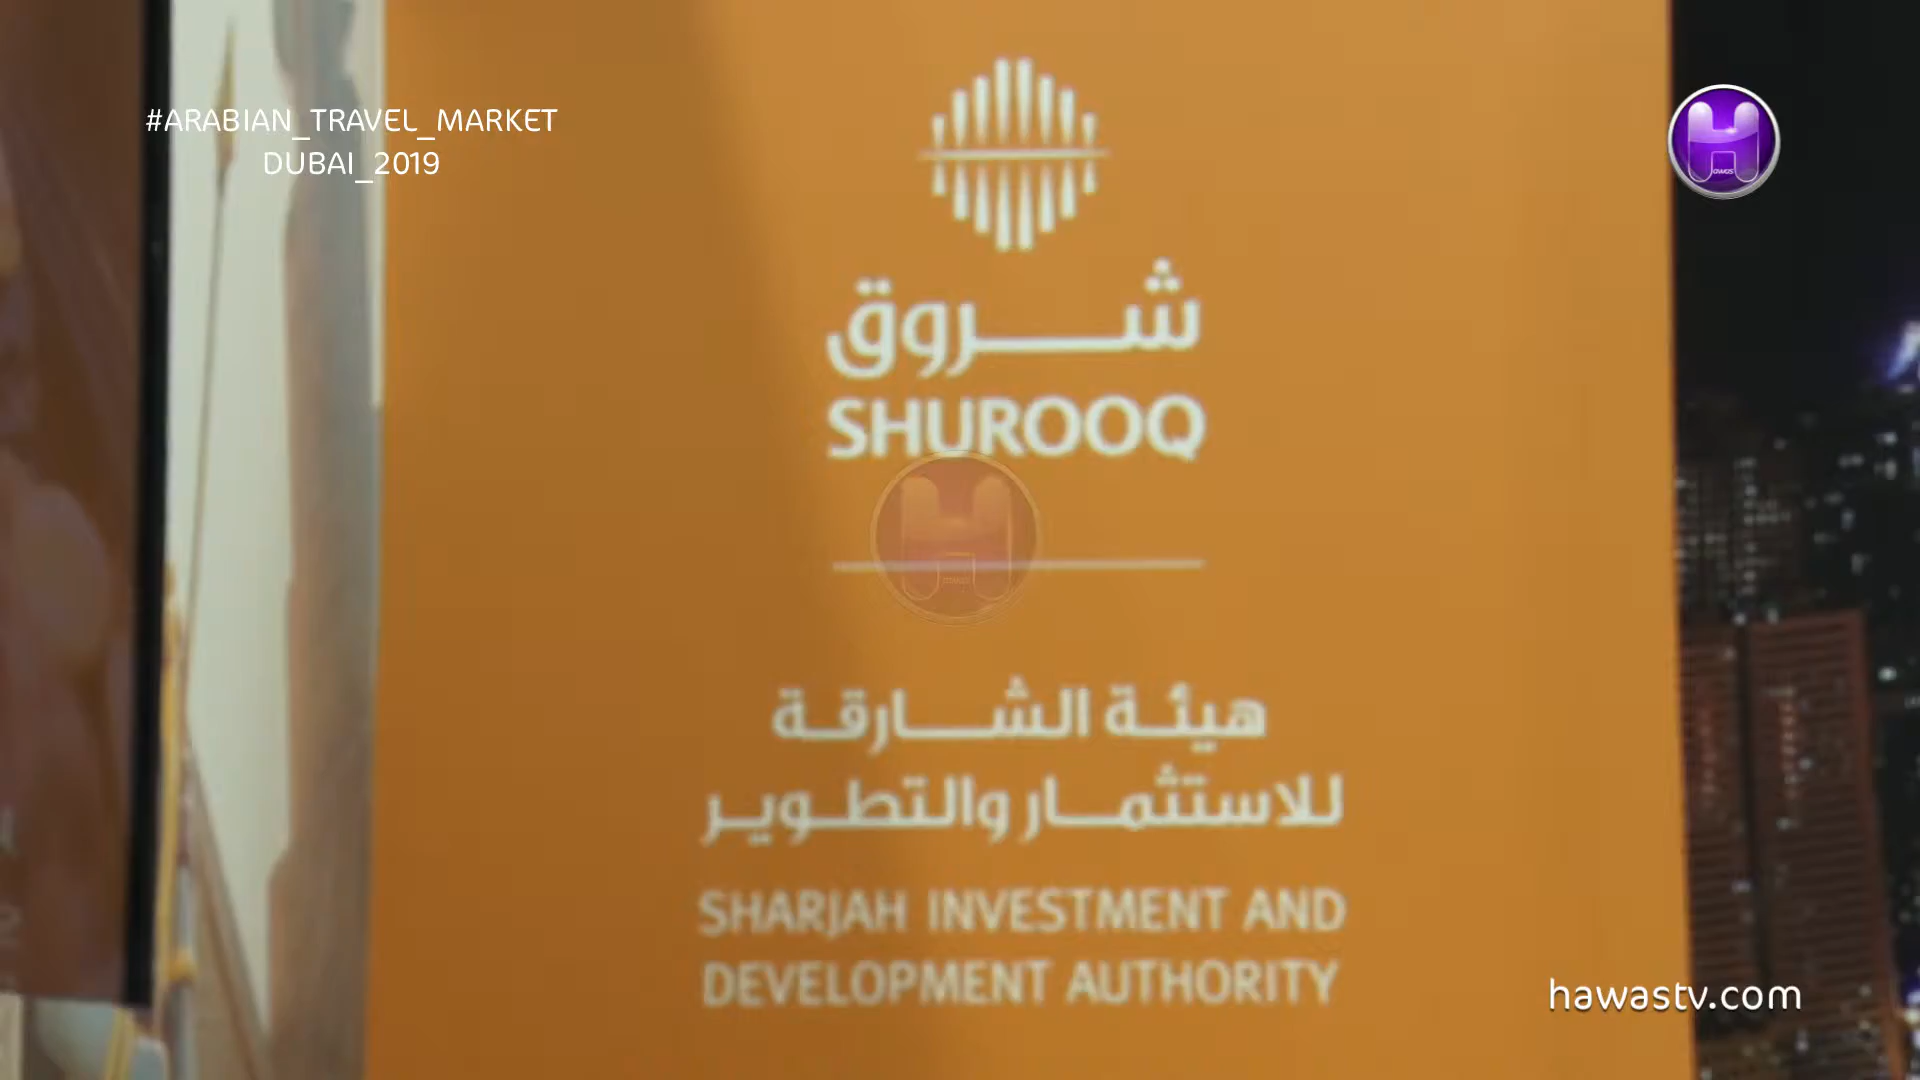 #ARABIAN_TRAVEL_MARKET
DUBAI_2019
شروق
SHUROOQ
هيئة الشارقة
للاستثمار والتطوير
SHARJAH INVESTMENT AND
DEVELOPMENT AUTHORITY
hawastv.com